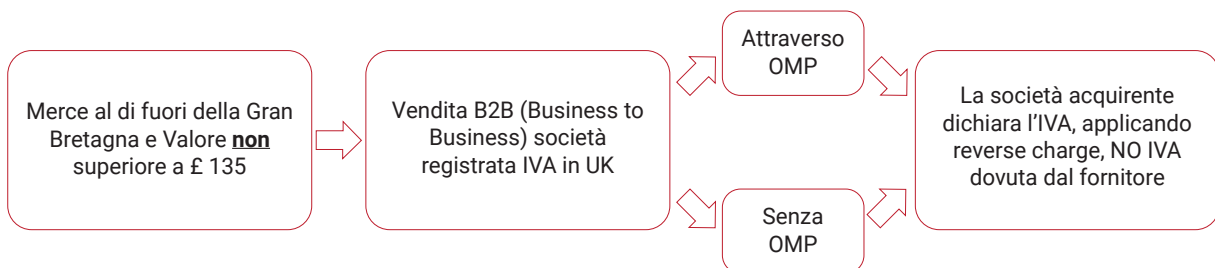 Merce al di fuori della Gran
Bretagna e Valore non
superiore a £ 135
Vendita B2B (Business to
Business) società
registrata IVA in UK
Attraverso
OMP
Senza
OMP
La società acquirente
dichiara l'IVA, applicando
reverse charge, NO IVA
dovuta dal fornitore